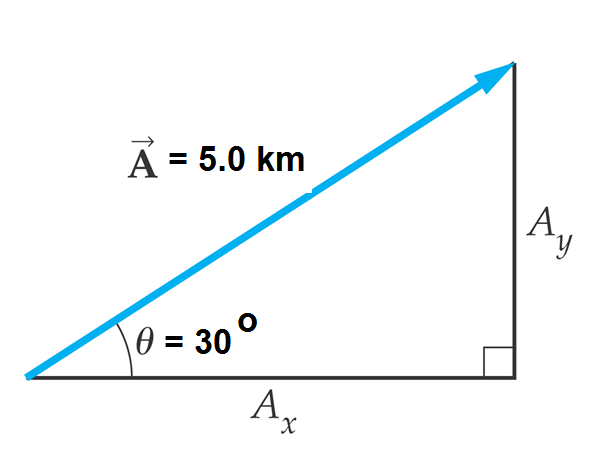 A⃗ = 5.0 km
A_y
θ = 30°
A_x